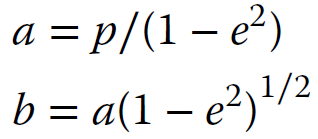 a = p/(1 − e²)
b = a(1 − e²)^{1/2}